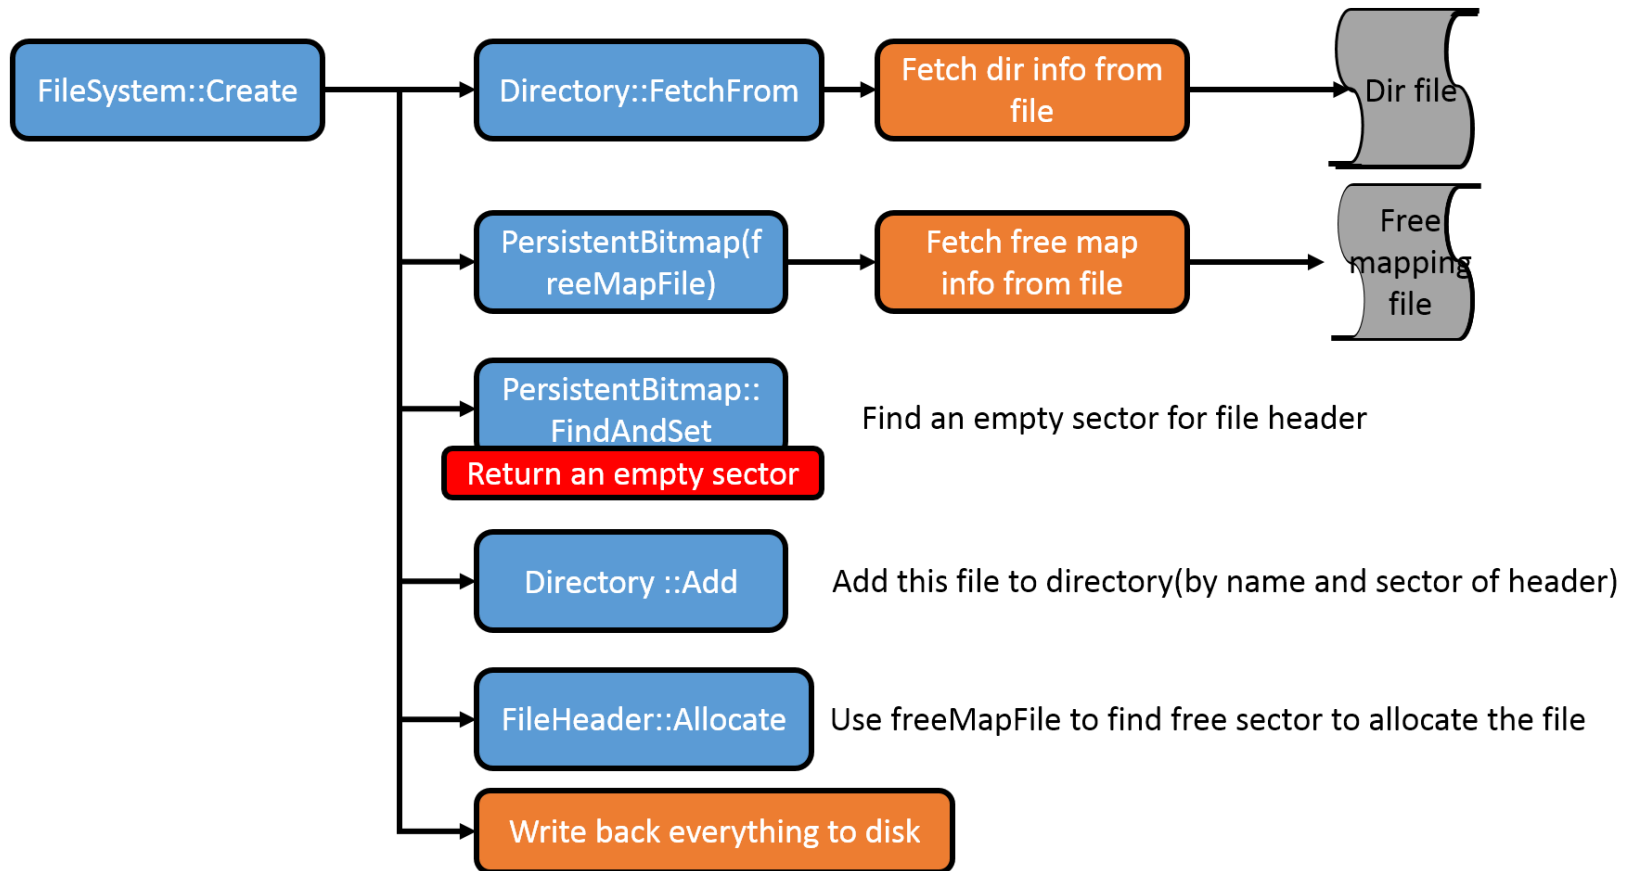 FileSystem::Create
Directory::FetchFrom
Fetch dir info from
file
Dir file
PersistentBitmap(f
reeMapFile)
Fetch free map
info from file
Free
mapping
file
PersistentBitmap::
FindAndSet
Return an empty sector
Find an empty sector for file header
Directory ::Add
Add this file to directory(by name and sector of header)
FileHeader::Allocate
Use freeMapFile to find free sector to allocate the file
Write back everything to disk